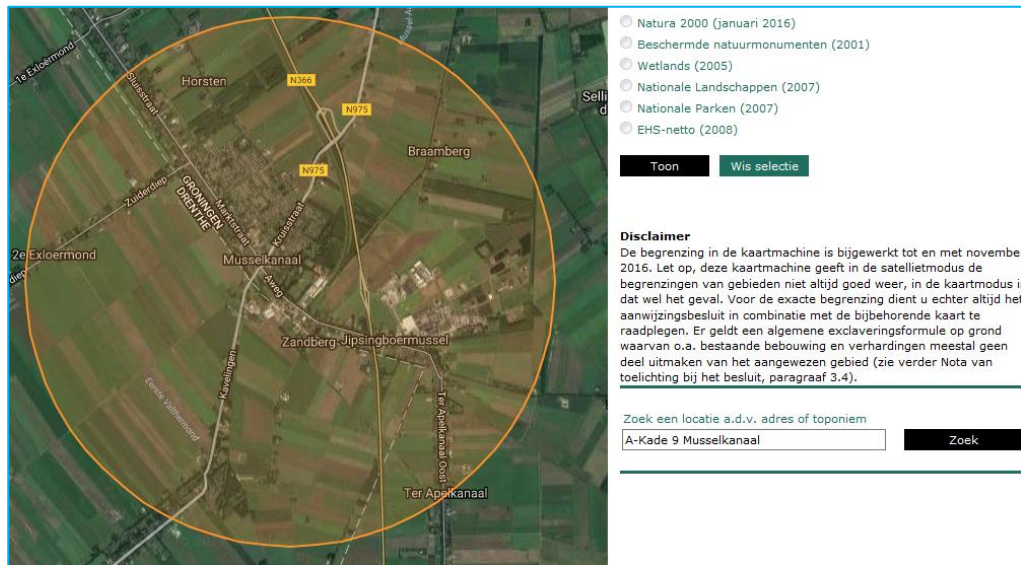 1e Exloermond
Mussel-A-
Sluisstraat
Horsten
N366
N975
Selli
d
Braamberg
N975
Zuiderdiep
GRONINGEN
DRENTHE
Marktstraat
Kruisstraat
2e Exloermond
diep
Musselkanaal
Aweg
Zandberg
Jipsingboermussel
Kavelingen
Eerste Valthermond
Ter Apelkanaal Oost
Ter Apelkanaal
Natura 2000 (januari 2016)
Beschermde natuurmonumenten (2001)
Wetlands (2005)
Nationale Landschappen (2007)
Nationale Parken (2007)
EHS-netto (2008)
Toon
Wis selectie
Disclaimer
De begrenzing in de kaartmachine is bijgewerkt tot en met novembe
2016. Let op, deze kaartmachine geeft in de satellietmodus de
begrenzingen van gebieden niet altijd goed weer, in de kaartmodus is
dat wel het geval. Voor de exacte begrenzing dient u echter altijd het
aanwijzingsbesluit in combinatie met de bijbehorende kaart te
raadplegen. Er geldt een algemene exclaveringsformule op grond
waarvan o.a. bestaande bebouwing en verhardingen meestal geen
deel uitmaken van het aangewezen gebied (zie verder Nota van
toelichting bij het besluit, paragraaf 3.4).
Zoek een locatie a.d.v. adres of toponiem
A-Kade 9 Musselkanaal
Zoek